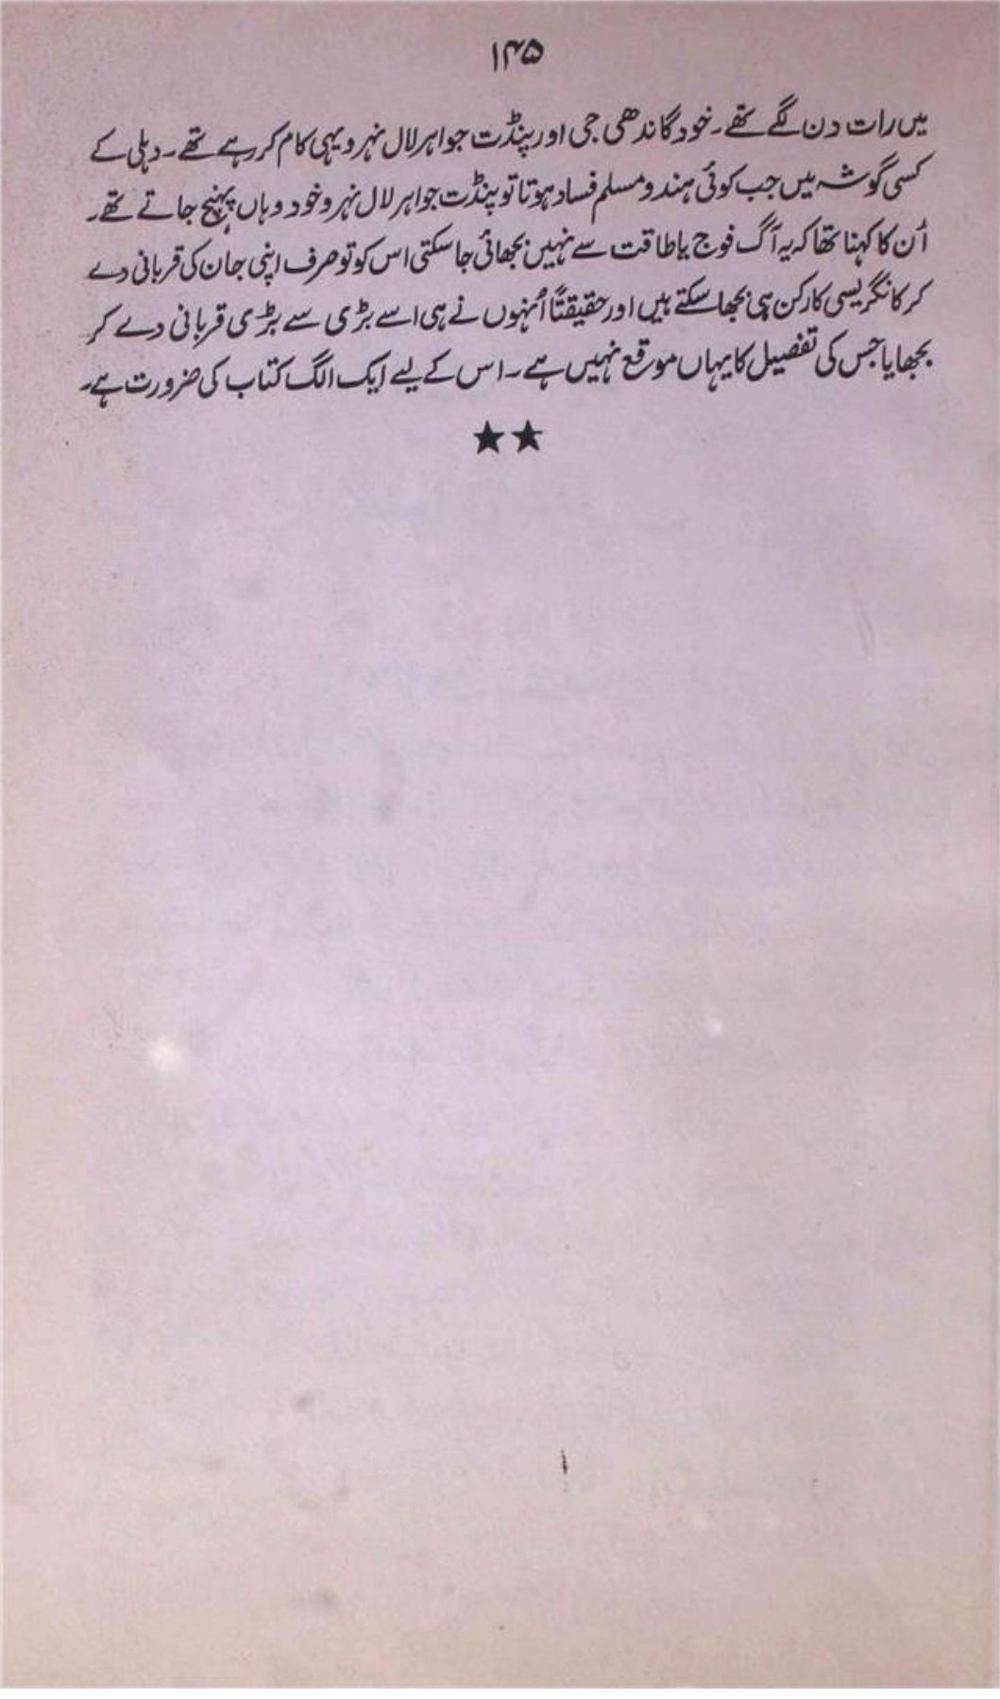 ۱۴۵
میں رات دن لگے تھے۔ خود گاندھی جی اور پنڈت جواہر لال نہرو یہی کام کر رہے تھے۔ دہلی کے
کسی گوشہ میں جب کوئی ہندو مسلم فساد ہوتا تو پنڈت جواہر لال نہرو خود وہاں پہنچ جاتے تھے۔
اُن کا کہنا تھا کہ یہ آگ فوج یا طاقت سے نہیں بجھائی جا سکتی اس کو تو صرف اپنی جان کی قربانی دے
کر کانگریسی کارکن ہی بجھا سکتے ہیں اور حقیقتاً اُنہوں نے ہی اسے بڑی سے بڑی قربانی دے کر
بجھایا جس کی تفصیل کا یہاں موقع نہیں ہے۔ اس کے لیے ایک الگ کتاب کی ضرورت ہے۔
★★